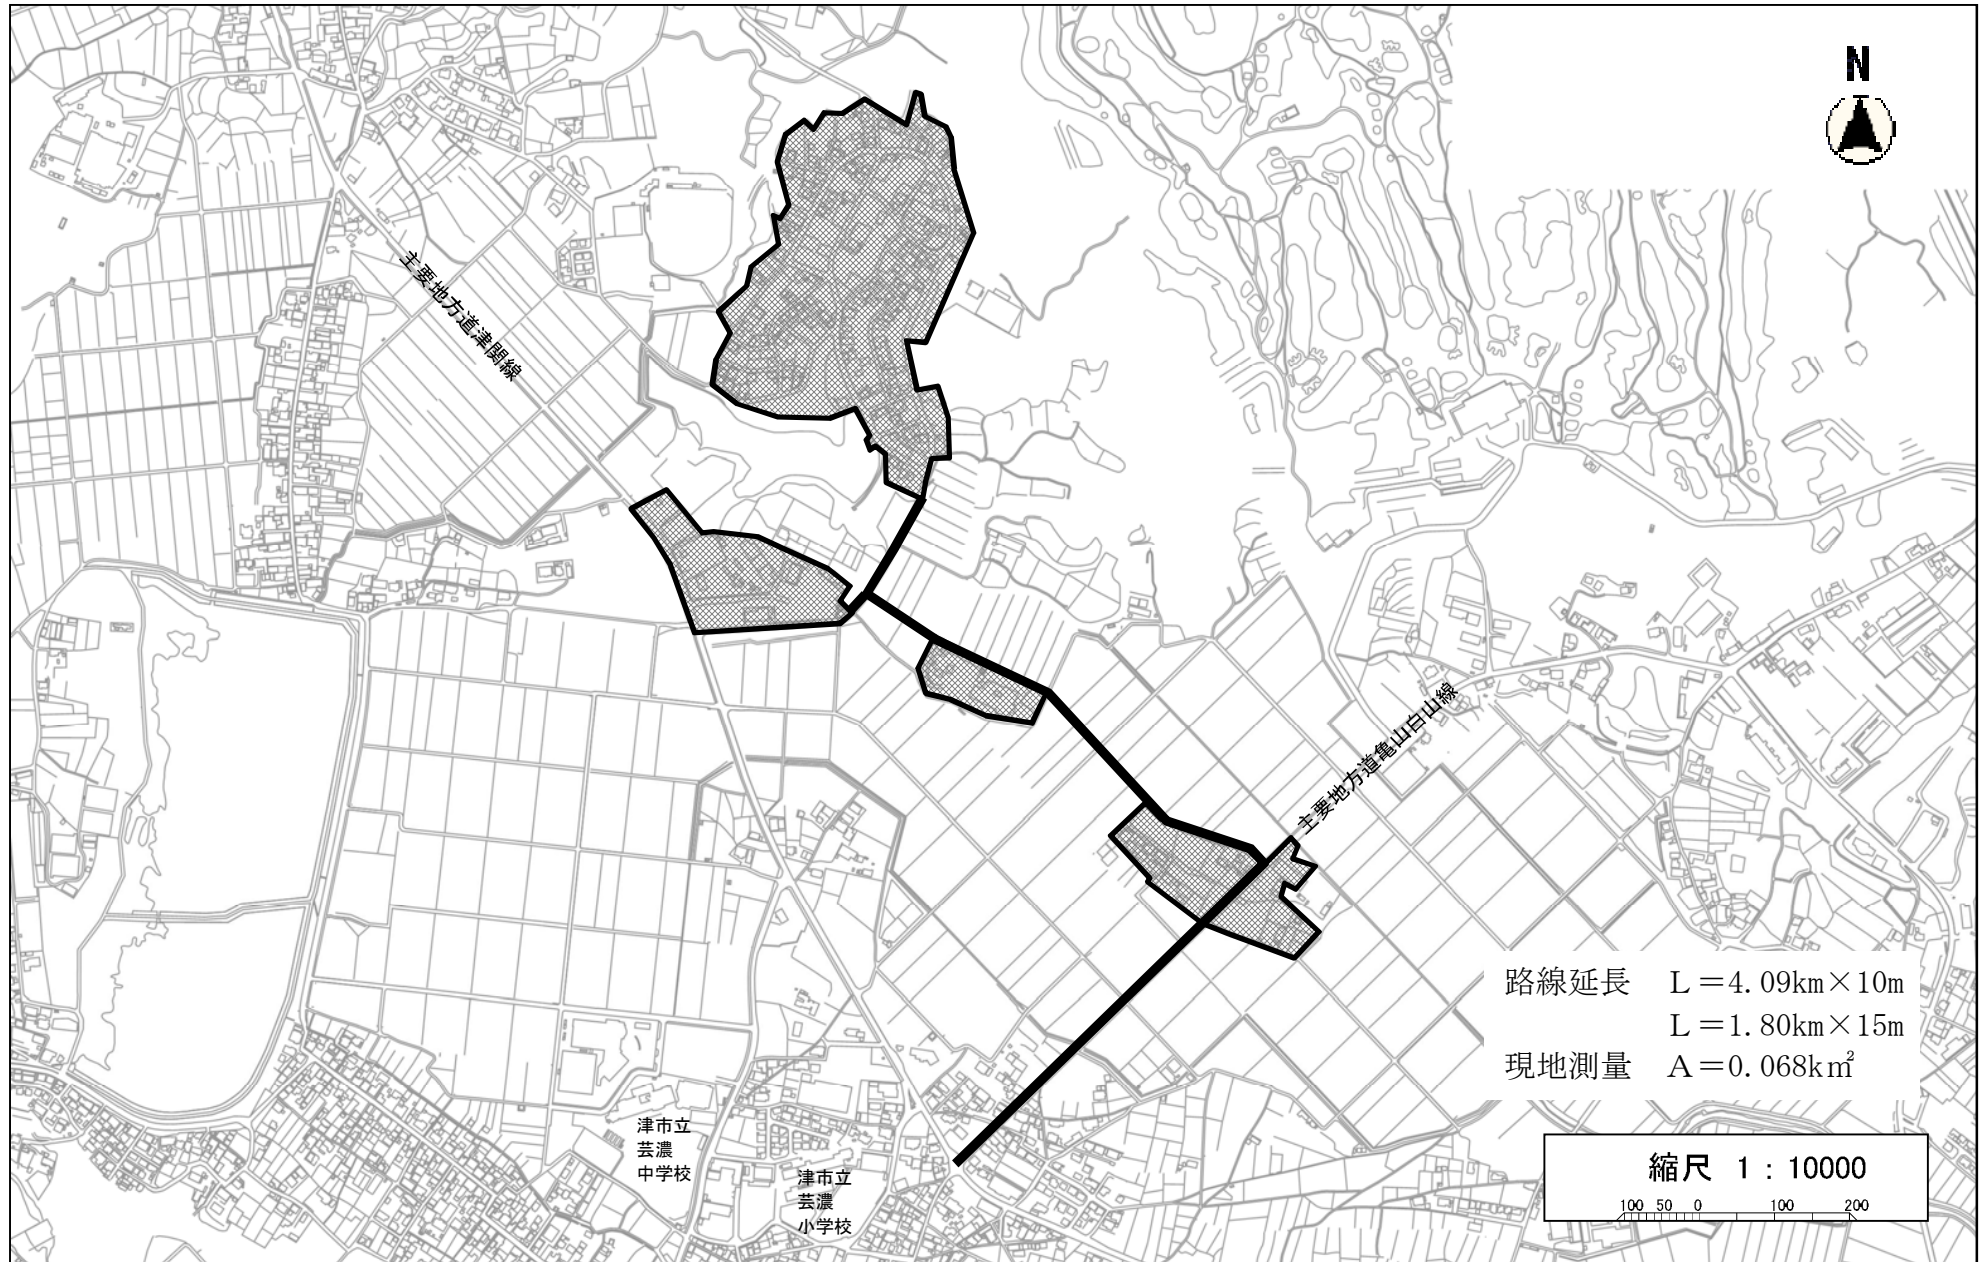 N
主要地方道津関線
主要地方道亀山白山線
路線延長 L=4.09km×10m
L=1.80km×15m
現地測量 A=0.068k㎡
津市立
芸濃
中学校
津市立
芸濃
小学校
縮尺 1:10000
100 50 0 100 200